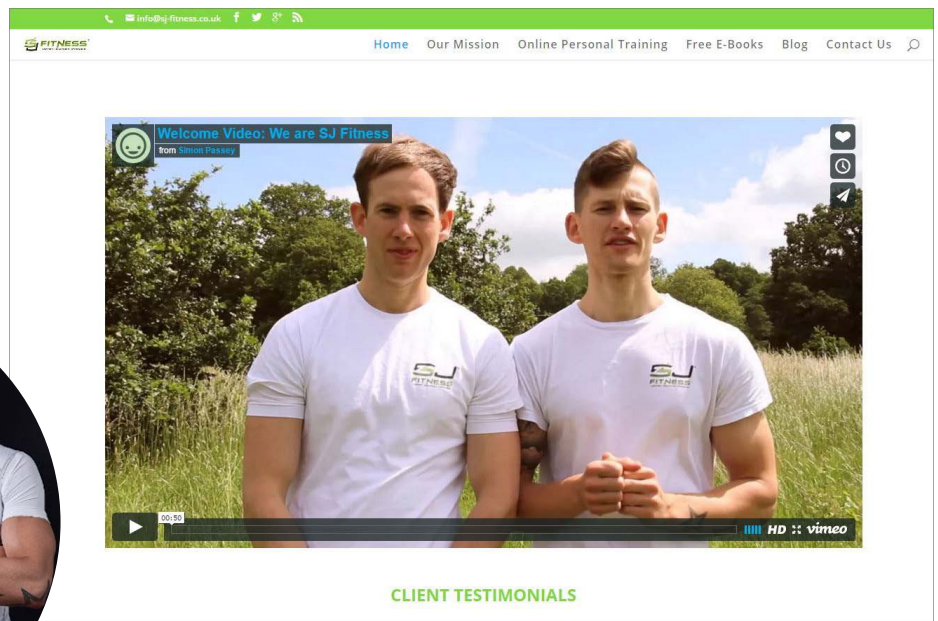 info@sj-fitness.co.uk
SJ FITNESS
Home Our Mission Online Personal Training Free E-Books Blog Contact Us
Welcome Video: We are SJ Fitness
from Simon Passey
SJ FITNESS
SJ FITNESS
00:50
HD vimeo
CLIENT TESTIMONIALS